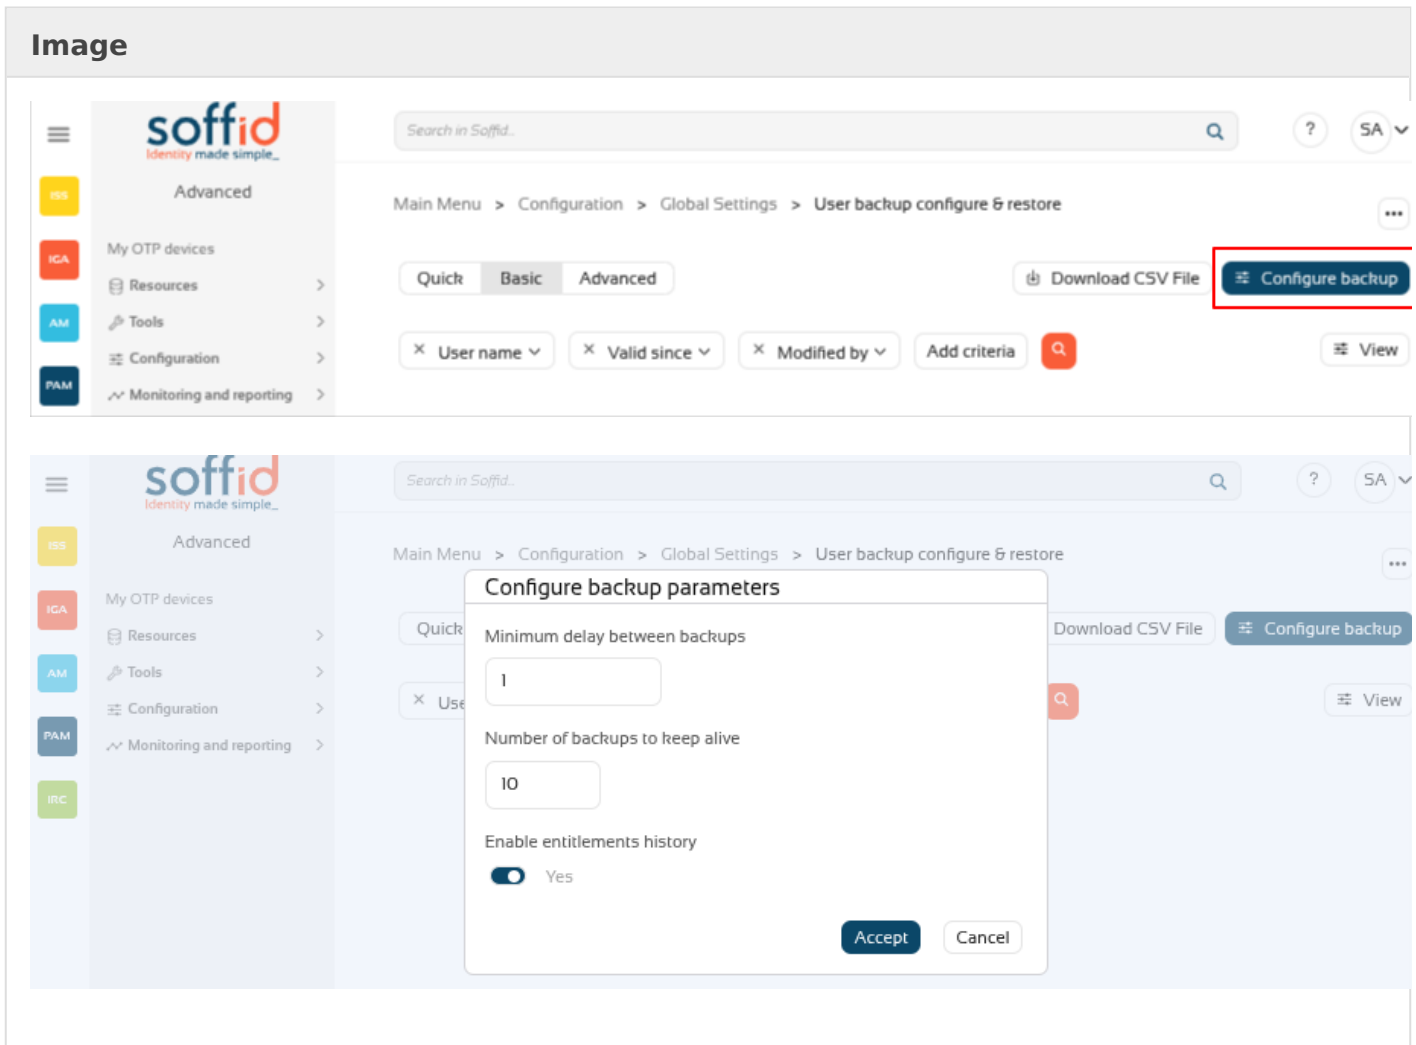 Image
soffid
Identity made simple_
Search in Soffid..
?
SA
Advanced
ISS
IGA
AM
PAM
My OTP devices
Resources
Tools
Configuration
Monitoring and reporting
Main Menu > Configuration > Global Settings > User backup configure & restore
Quick Basic Advanced
Download CSV File
Configure backup
User name
Valid since
Modified by
Add criteria
View
soffid
Identity made simple_
Search in Soffid..
?
SA
Advanced
ISS
IGA
AM
PAM
IRC
My OTP devices
Resources
Tools
Configuration
Monitoring and reporting
Main Menu > Configuration > Global Settings > User backup configure & restore
Quick
Download CSV File
Configure backup
Use
View
Configure backup parameters
Minimum delay between backups
1
Number of backups to keep alive
10
Enable entitlements history
Yes
Accept
Cancel